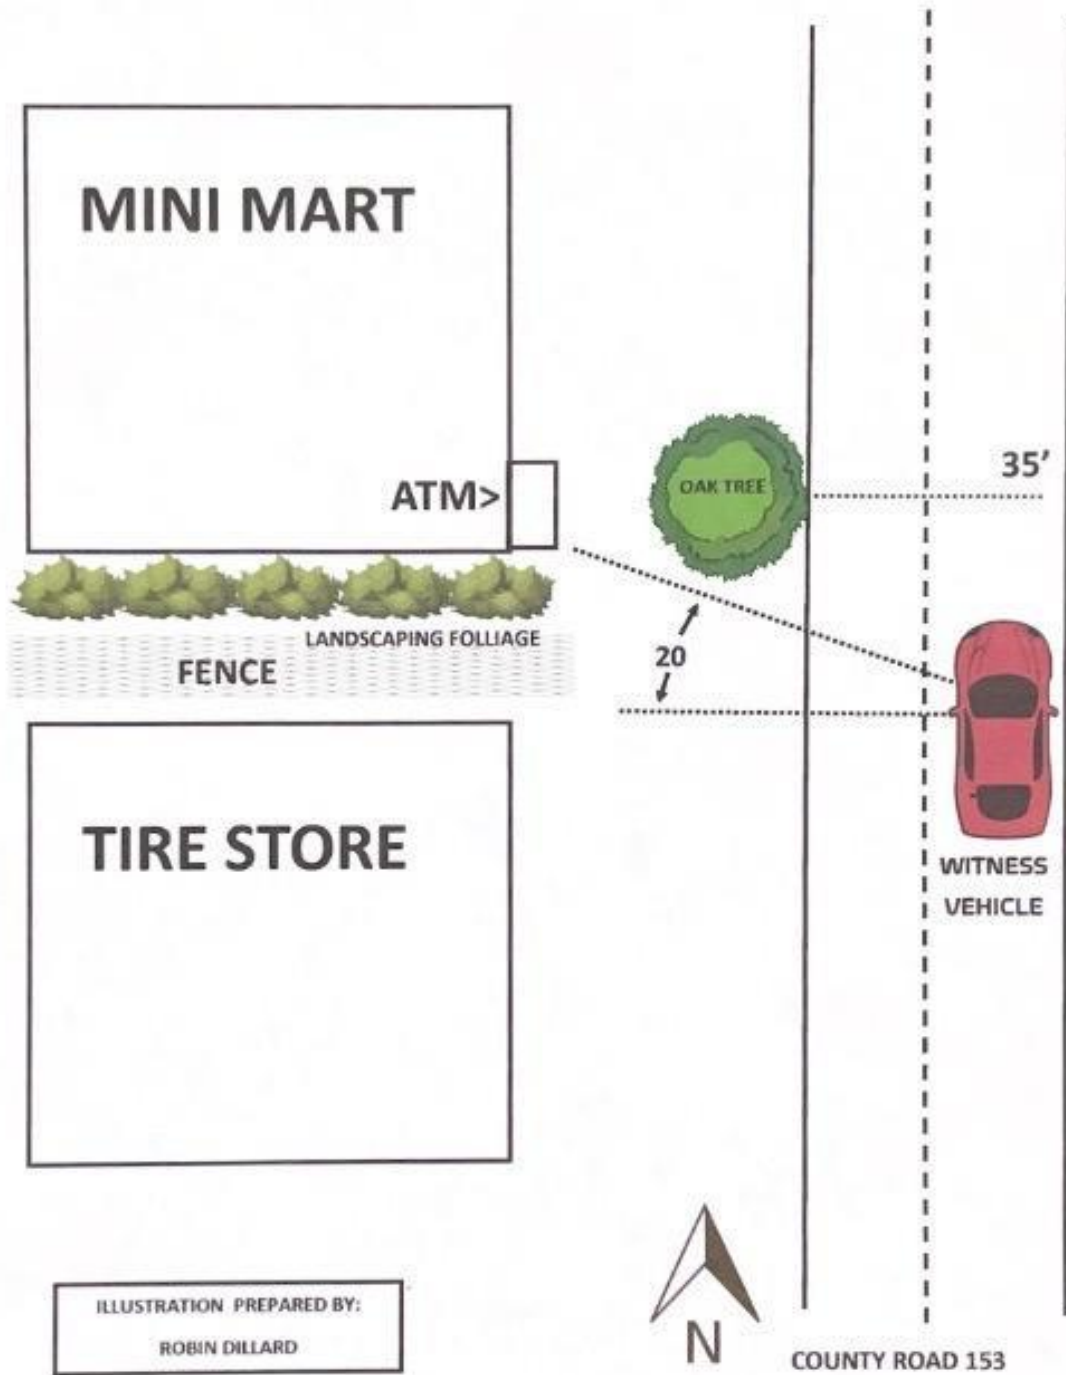 MINI MART
35’
OAK TREE
ATM>
LANDSCAPING FOLLIAGE
FENCE
20
TIRE STORE
WITNESS
VEHICLE
ILLUSTRATION PREPARED BY:
ROBIN DILLARD
N
COUNTY ROAD 153